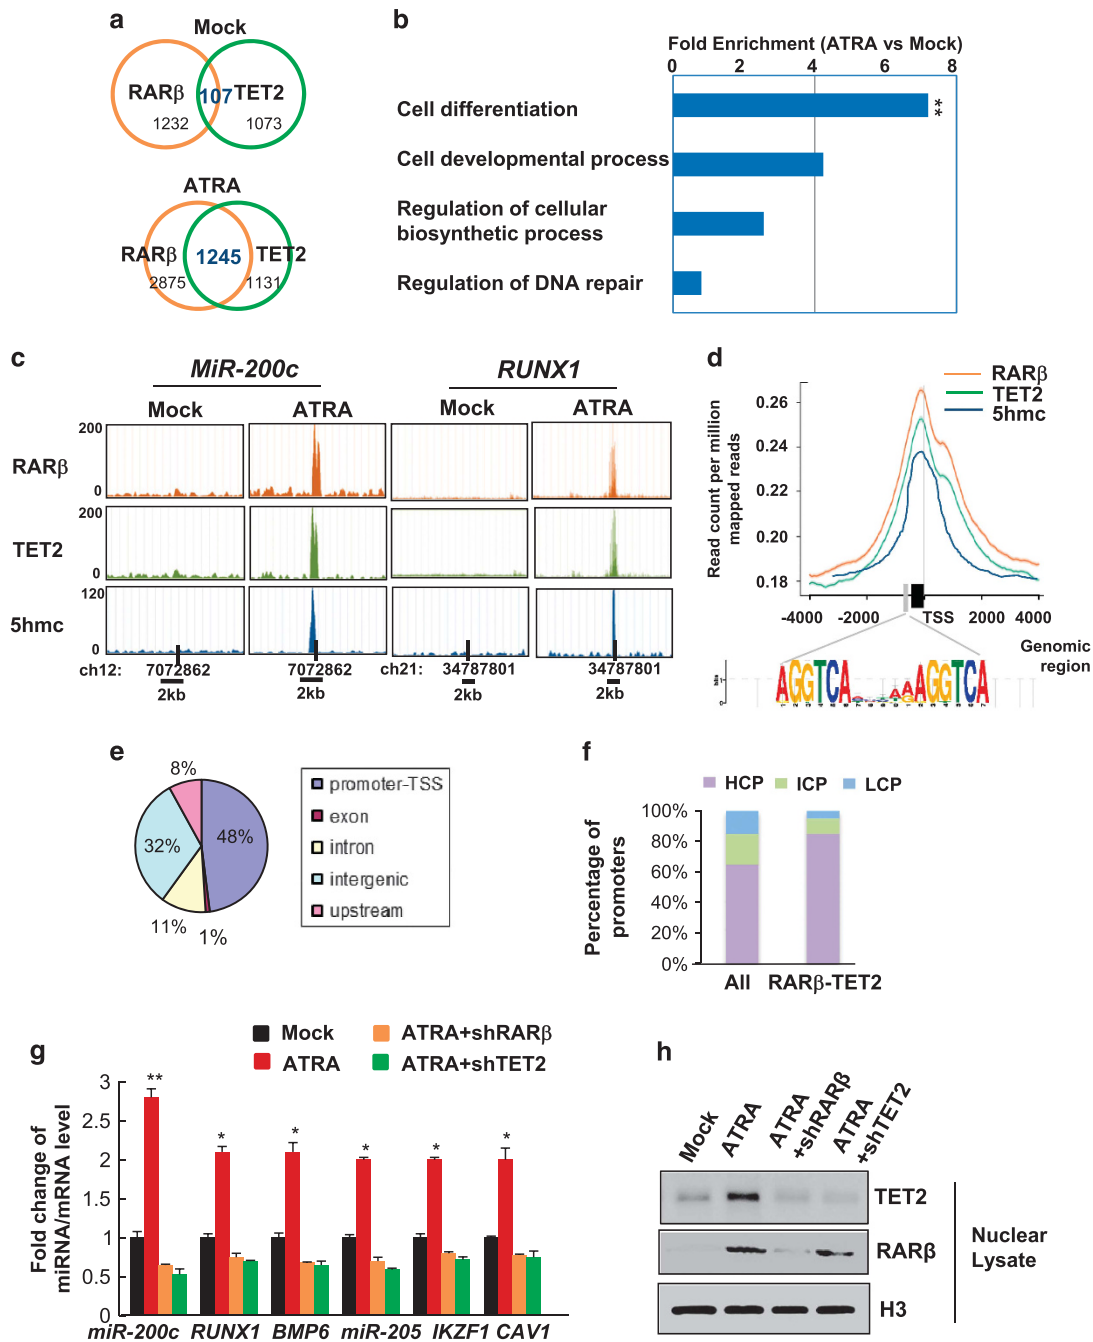 a
Mock
RARβ 107 TET2
1232 1073
ATRA
RARβ 1245 TET2
2875 1131
b
Fold Enrichment (ATRA vs Mock)
0 2 4 6 8
Cell differentiation
**
Cell developmental process
Regulation of cellular
biosynthetic process
Regulation of DNA repair
c
MiR-200c RUNX1
Mock ATRA Mock ATRA
200
RARβ
0
200
TET2
0
120
5hmc
0
ch12: 7072862 7072862 ch21: 34787801 34787801
2kb 2kb 2kb 2kb
d
RARβ
TET2
5hmc
Read count per million
mapped reads
0.26
0.24
0.22
0.20
0.18
-4000 -2000 TSS 2000 4000
Genomic
region
AGGTCA AAGGTCA
e
8%
48%
32%
11%
1%
promoter-TSS
exon
intron
intergenic
upstream
f
HCP ICP LCP
Percentage of
promoters
100%
80%
60%
40%
20%
0%
All RARβ-TET2
g
Mock ATRA+shRARβ
ATRA ATRA+shTET2
Fold change of
miRNA/mRNA level
3
2.5
2
1.5
1
0.5
0
** * * * * *
miR-200c RUNX1 BMP6 miR-205 IKZF1 CAV1
h
Mock
ATRA
ATRA
+shRARβ
ATRA
+shTET2
TET2
RARβ
H3
Nuclear
Lysate